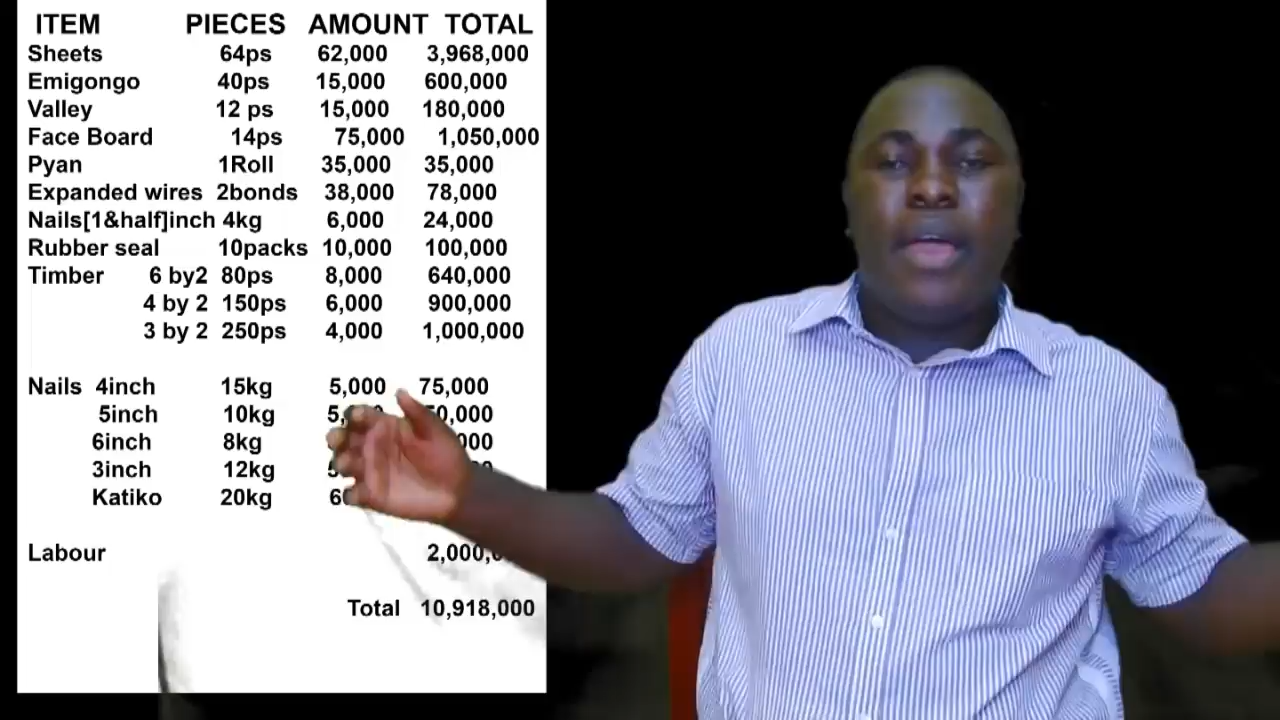 ITEM PIECES AMOUNT TOTAL
Sheets 64ps 62,000 3,968,000
Emigongo 40ps 15,000 600,000
Valley 12 ps 15,000 180,000
Face Board 14ps 75,000 1,050,000
Pyan 1Roll 35,000 35,000
Expanded wires 2bonds 38,000 78,000
Nails[1&half]inch 4kg 6,000 24,000
Rubber seal 10packs 10,000 100,000
Timber 6 by2 80ps 8,000 640,000
4 by 2 150ps 6,000 900,000
3 by 2 250ps 4,000 1,000,000
Nails 4inch 15kg 5,000 75,000
5inch 10kg
6inch 8kg
3inch 12kg
Katiko 20kg
Labour
Total 10,918,000